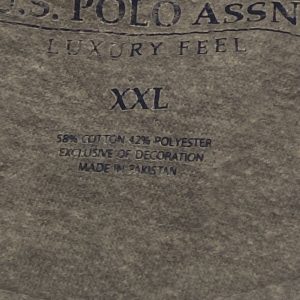 U.S. POLO ASSN
LUXURY FEEL
XXL
58% COTTON 42% POLYESTER
EXCLUSIVE OF DECORATION
MADE IN PAKISTAN